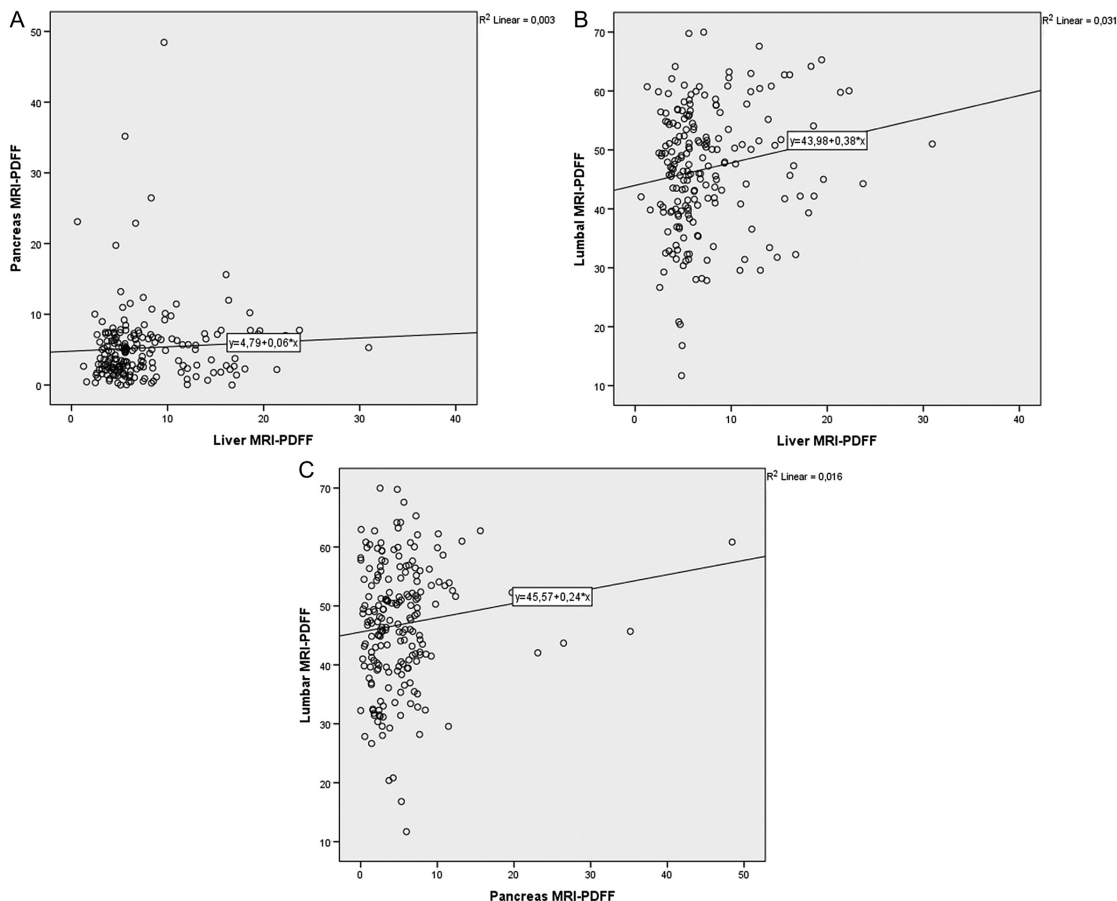 A
R² Linear = 0,003
50
40
30
20
10
0
Pancreas MRI-PDFF
y=4,79+0,06*x
0 10 20 30 40
Liver MRI-PDFF
B
R² Linear = 0,031
70
60
50
40
30
20
10
Lumbal MRI-PDFF
y=43,98+0,38*x
0 10 20 30 40
Liver MRI-PDFF
C
R² Linear = 0,016
70
60
50
40
30
20
10
Lumbar MRI-PDFF
y=45,57+0,24*x
0 10 20 30 40 50
Pancreas MRI-PDFF